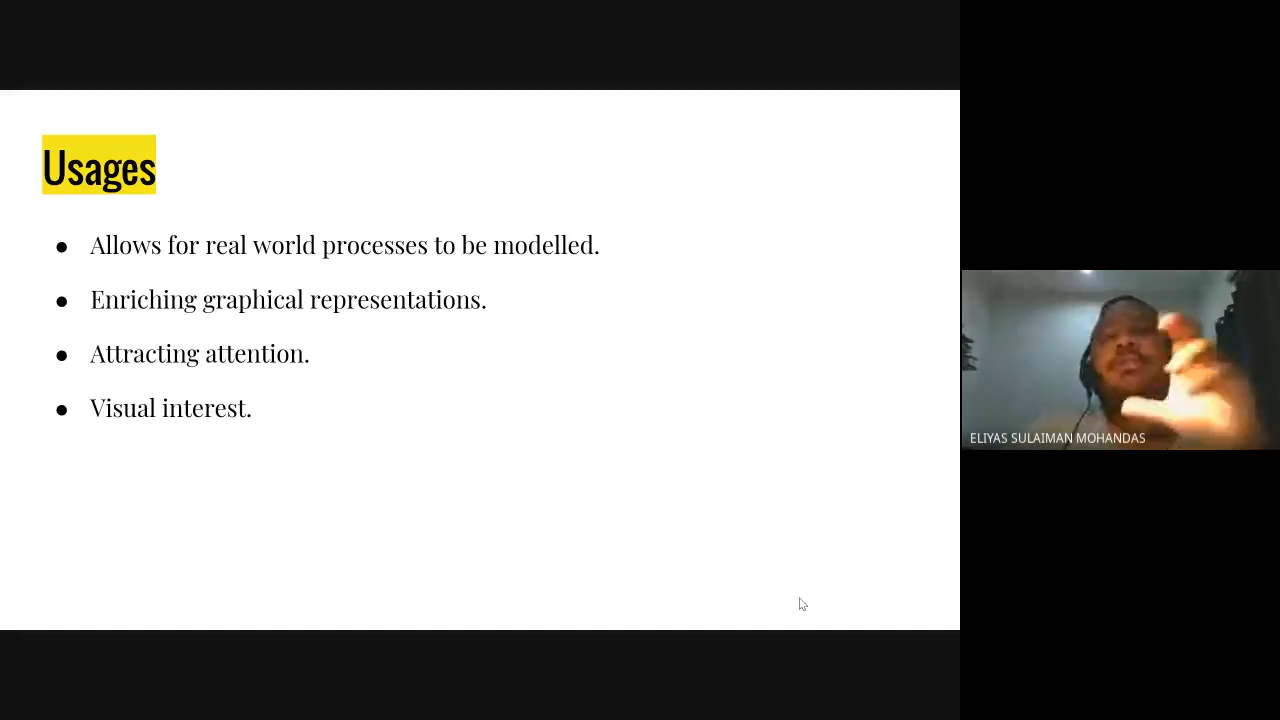 Usages
● Allows for real world processes to be modelled.
● Enriching graphical representations.
● Attracting attention.
● Visual interest.
ELIYAS SULAIMAN MOHANDAS